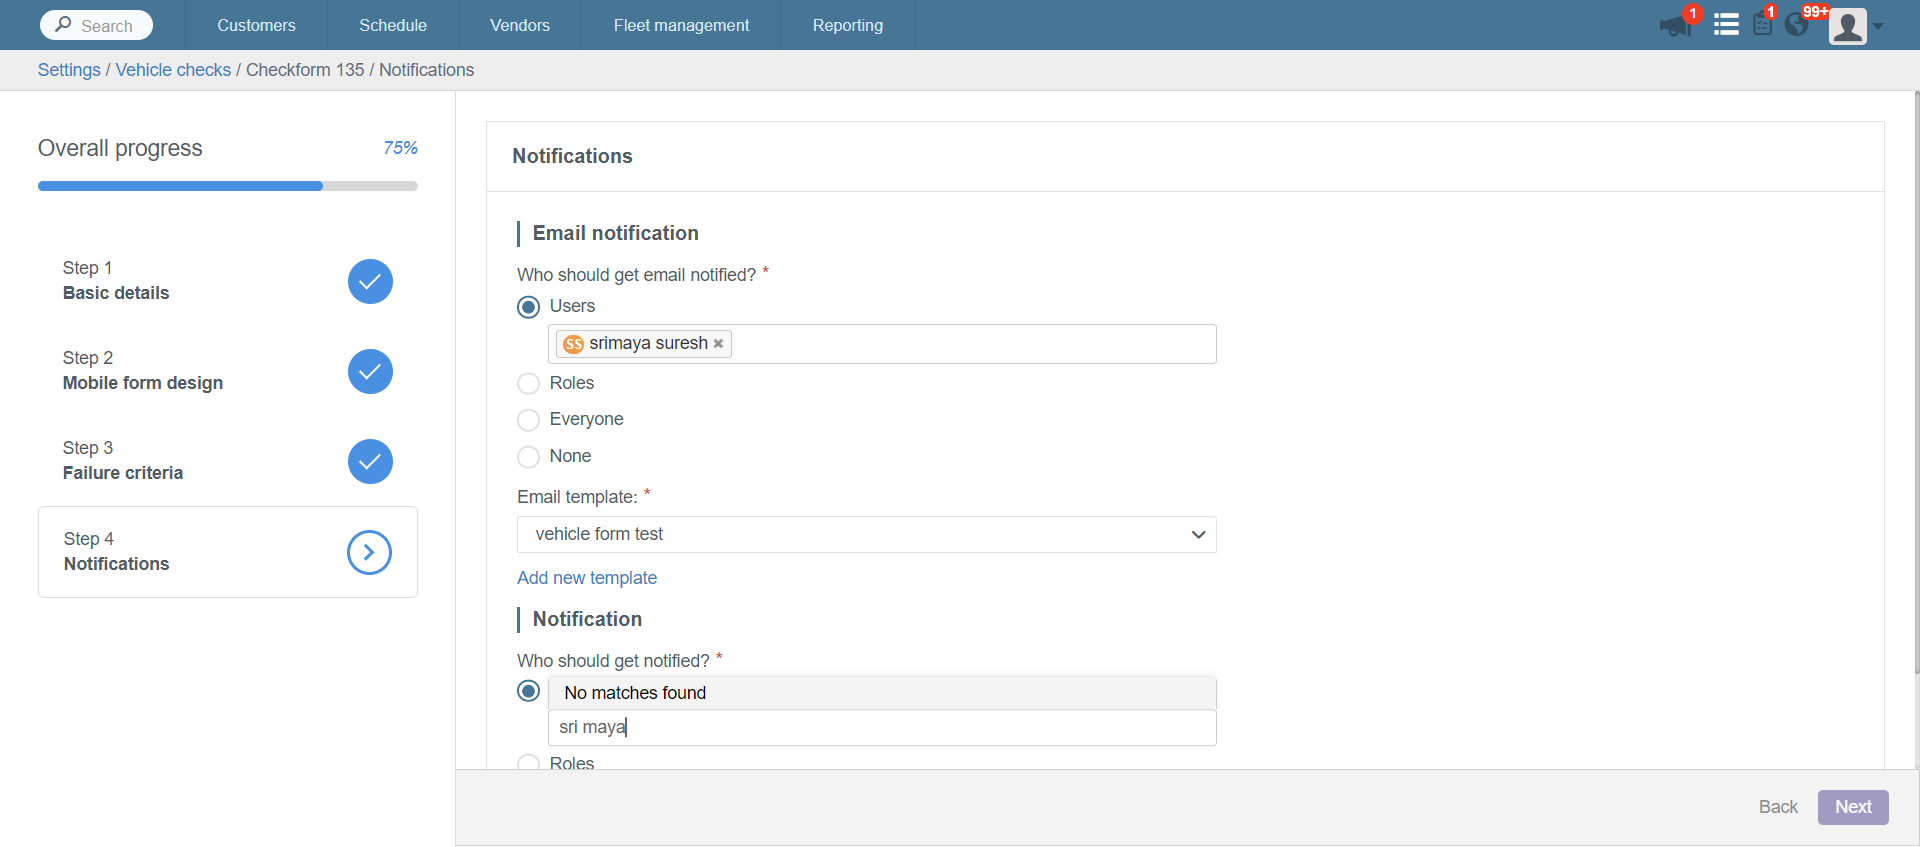 Search
Customers
Schedule
Vendors
Fleet management
Reporting
1
1
99+
Settings / Vehicle checks / Checkform 135 / Notifications
Overall progress
75%
Step 1
Basic details
Step 2
Mobile form design
Step 3
Failure criteria
Step 4
Notifications
Notifications
Email notification
Who should get email notified? *
Users
SS srimaya suresh ×
Roles
Everyone
None
Email template: *
vehicle form test
Add new template
Notification
Who should get notified? *
No matches found
sri maya
Roles
Back
Next